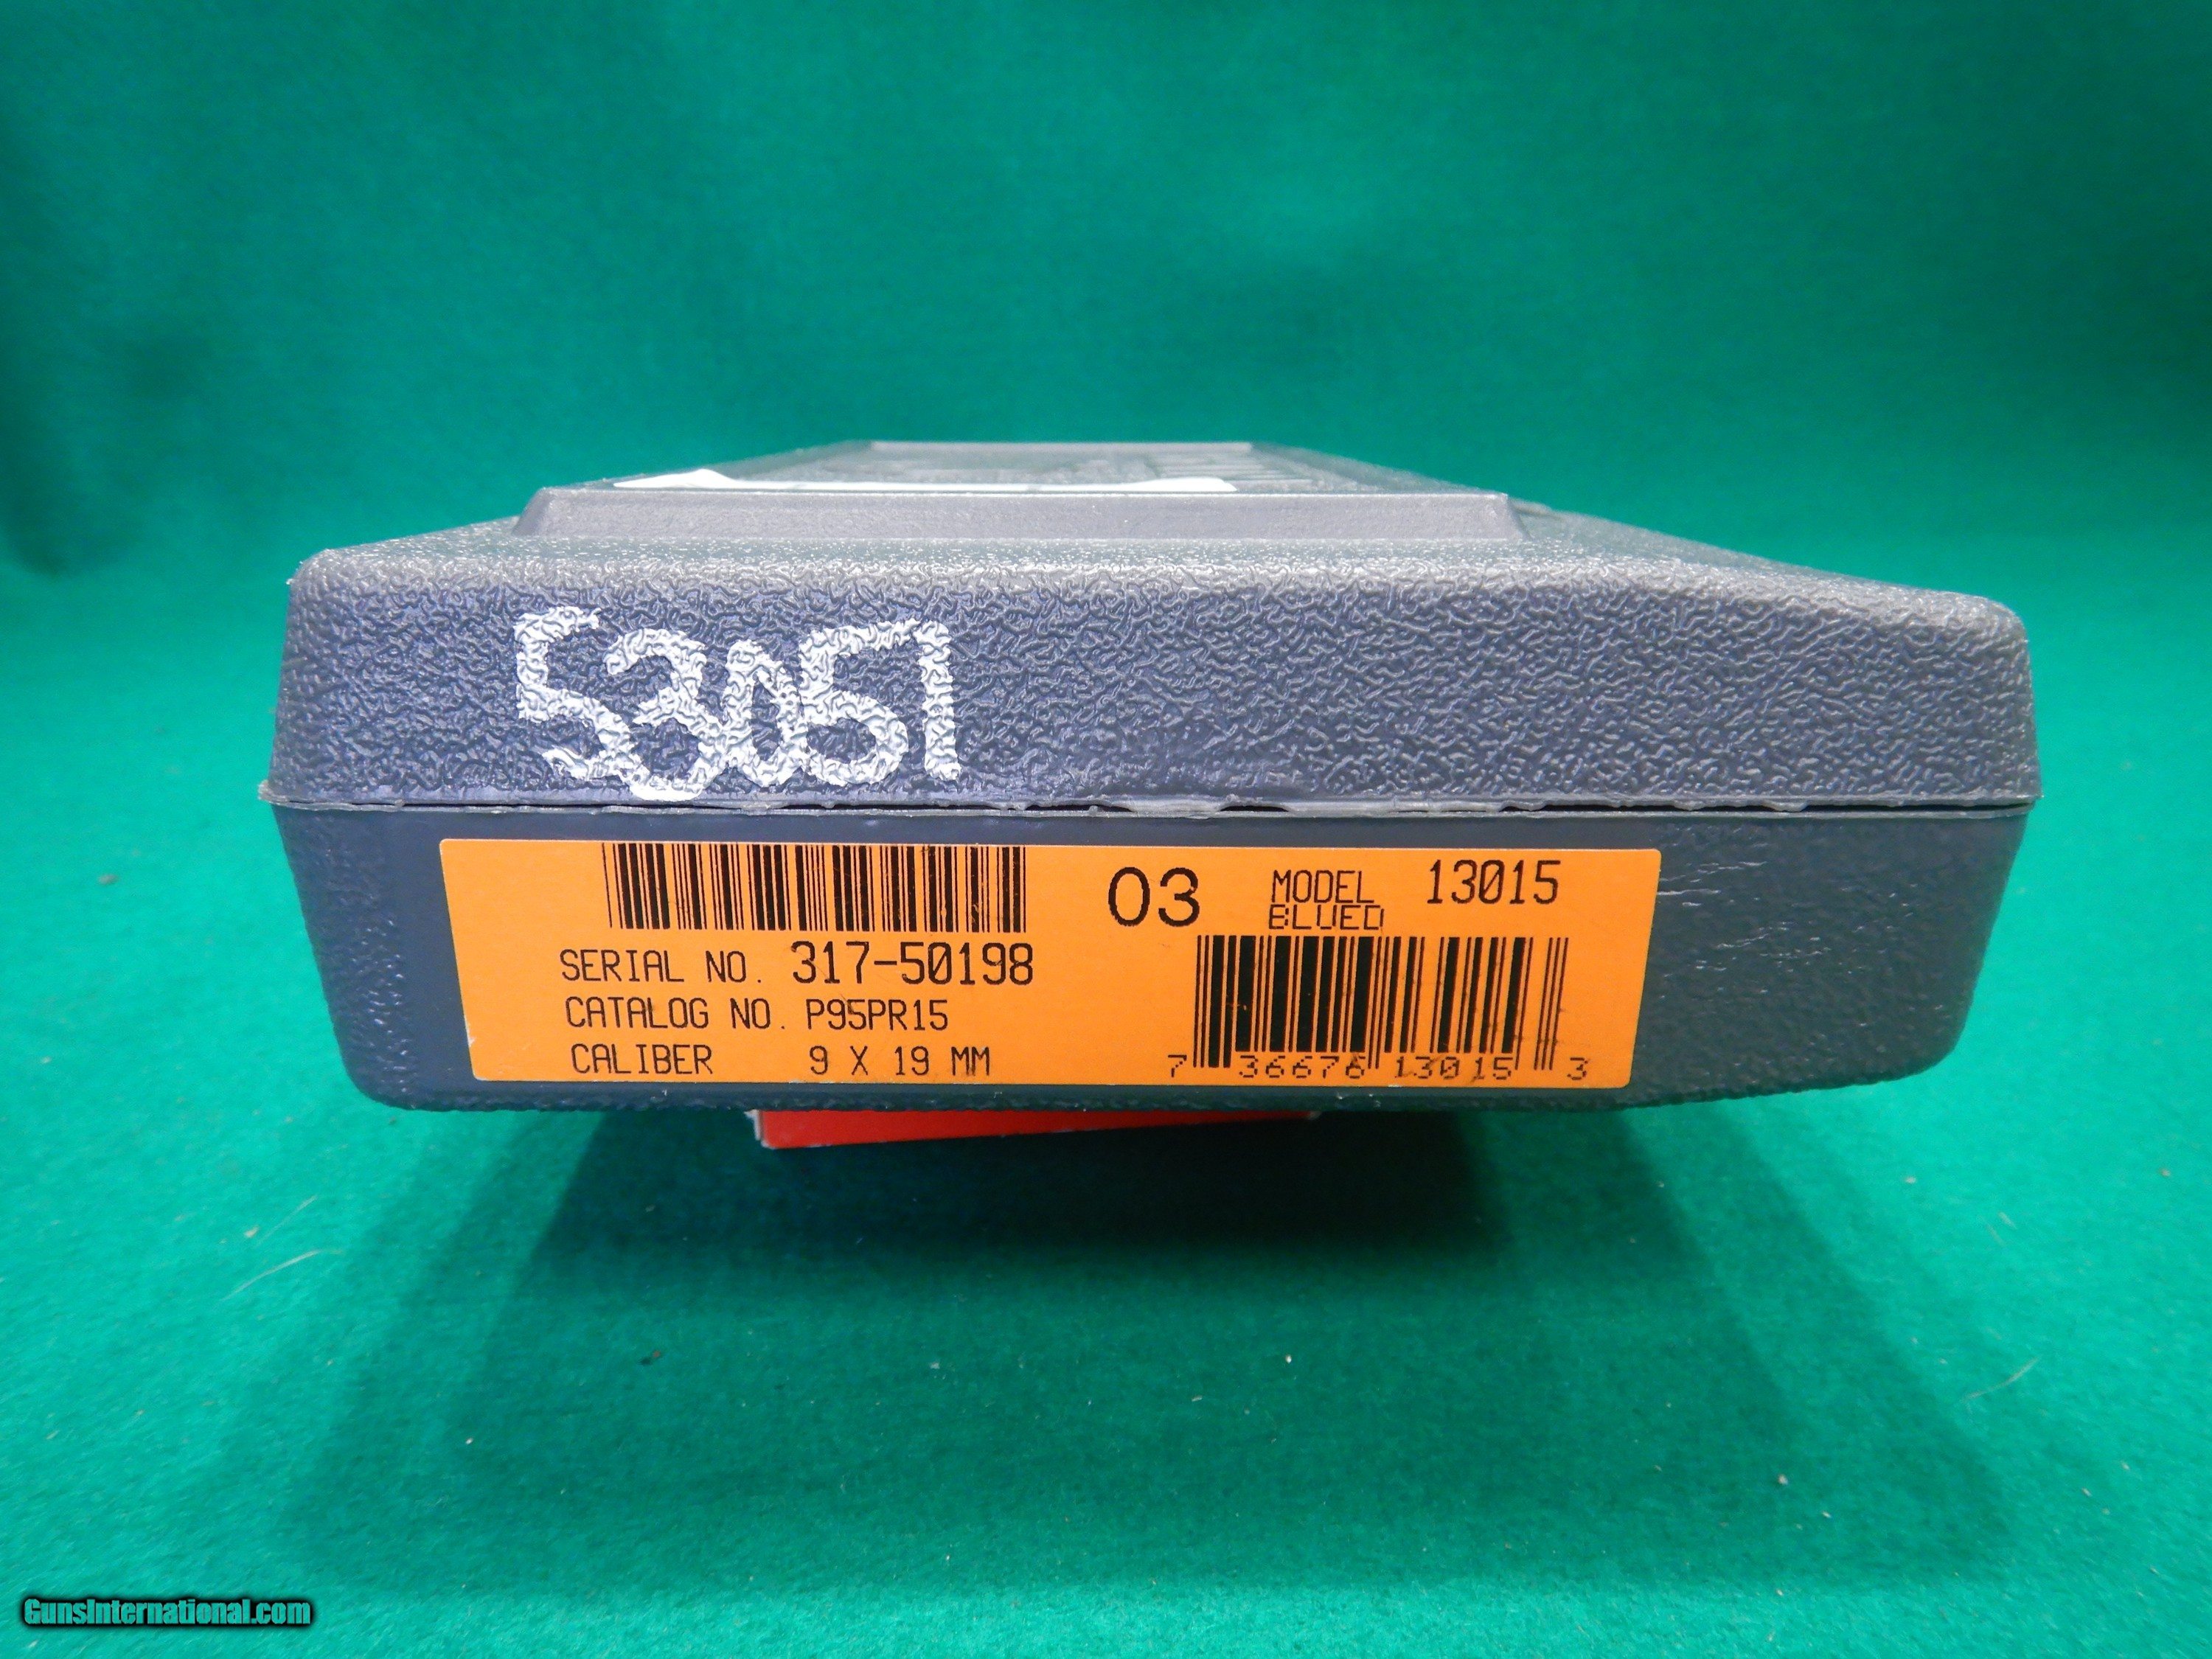 53051
03 MODEL 13015
BLUED
SERIAL NO. 317-50198
CATALOG NO. P95PR15
CALIBER 9 X 19 MM
7 36676 13015 3
GunsInternational.com